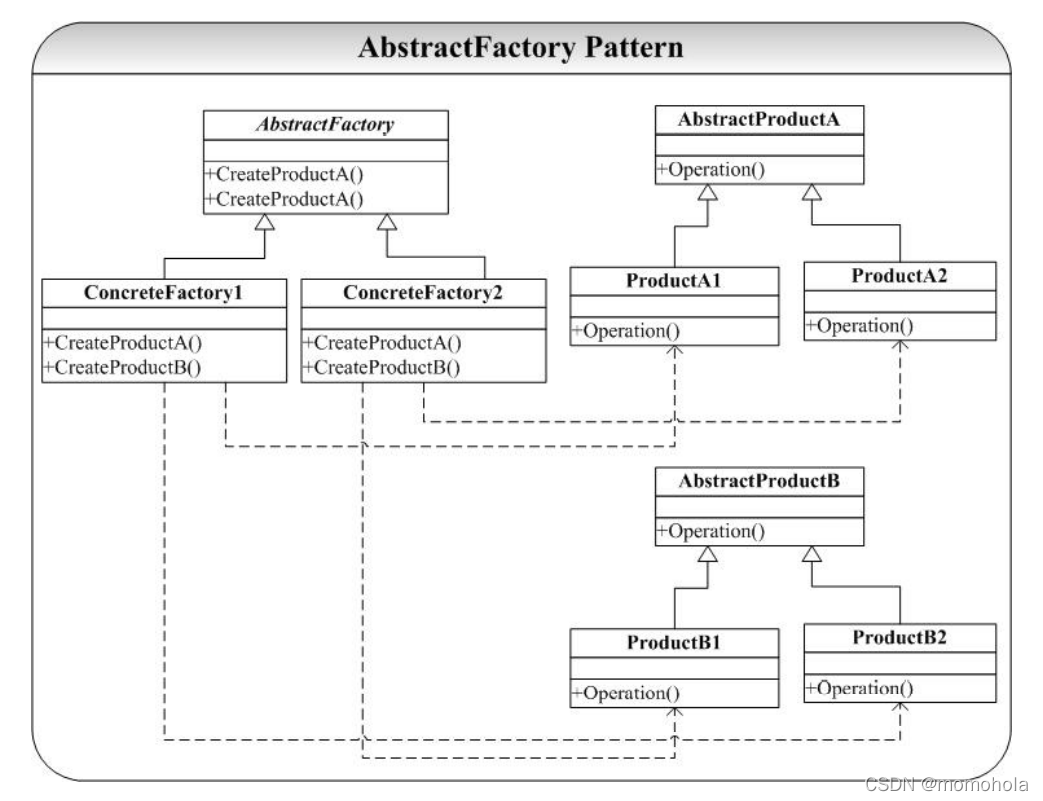 AbstractFactory Pattern
AbstractFactory
+CreateProductA()
+CreateProductA()
AbstractProductA
+Operation()
ConcreteFactory1
+CreateProductA()
+CreateProductB()
ConcreteFactory2
+CreateProductA()
+CreateProductB()
ProductA1
+Operation()
ProductA2
+Operation()
AbstractProductB
+Operation()
ProductB1
+Operation()
ProductB2
+Operation()
CSDN @momohola